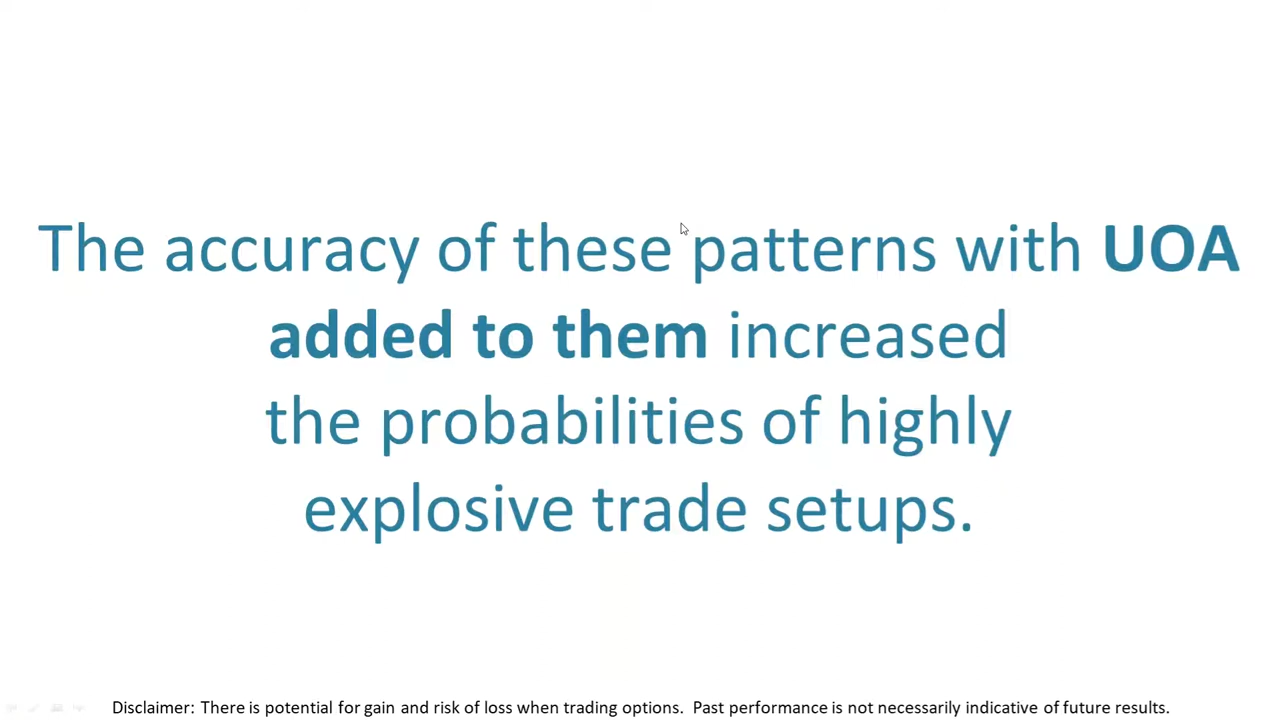 The accuracy of these patterns with UOA
added to them increased
the probabilities of highly
explosive trade setups.
Disclaimer: There is potential for gain and risk of loss when trading options.  Past performance is not necessarily indicative of future results.